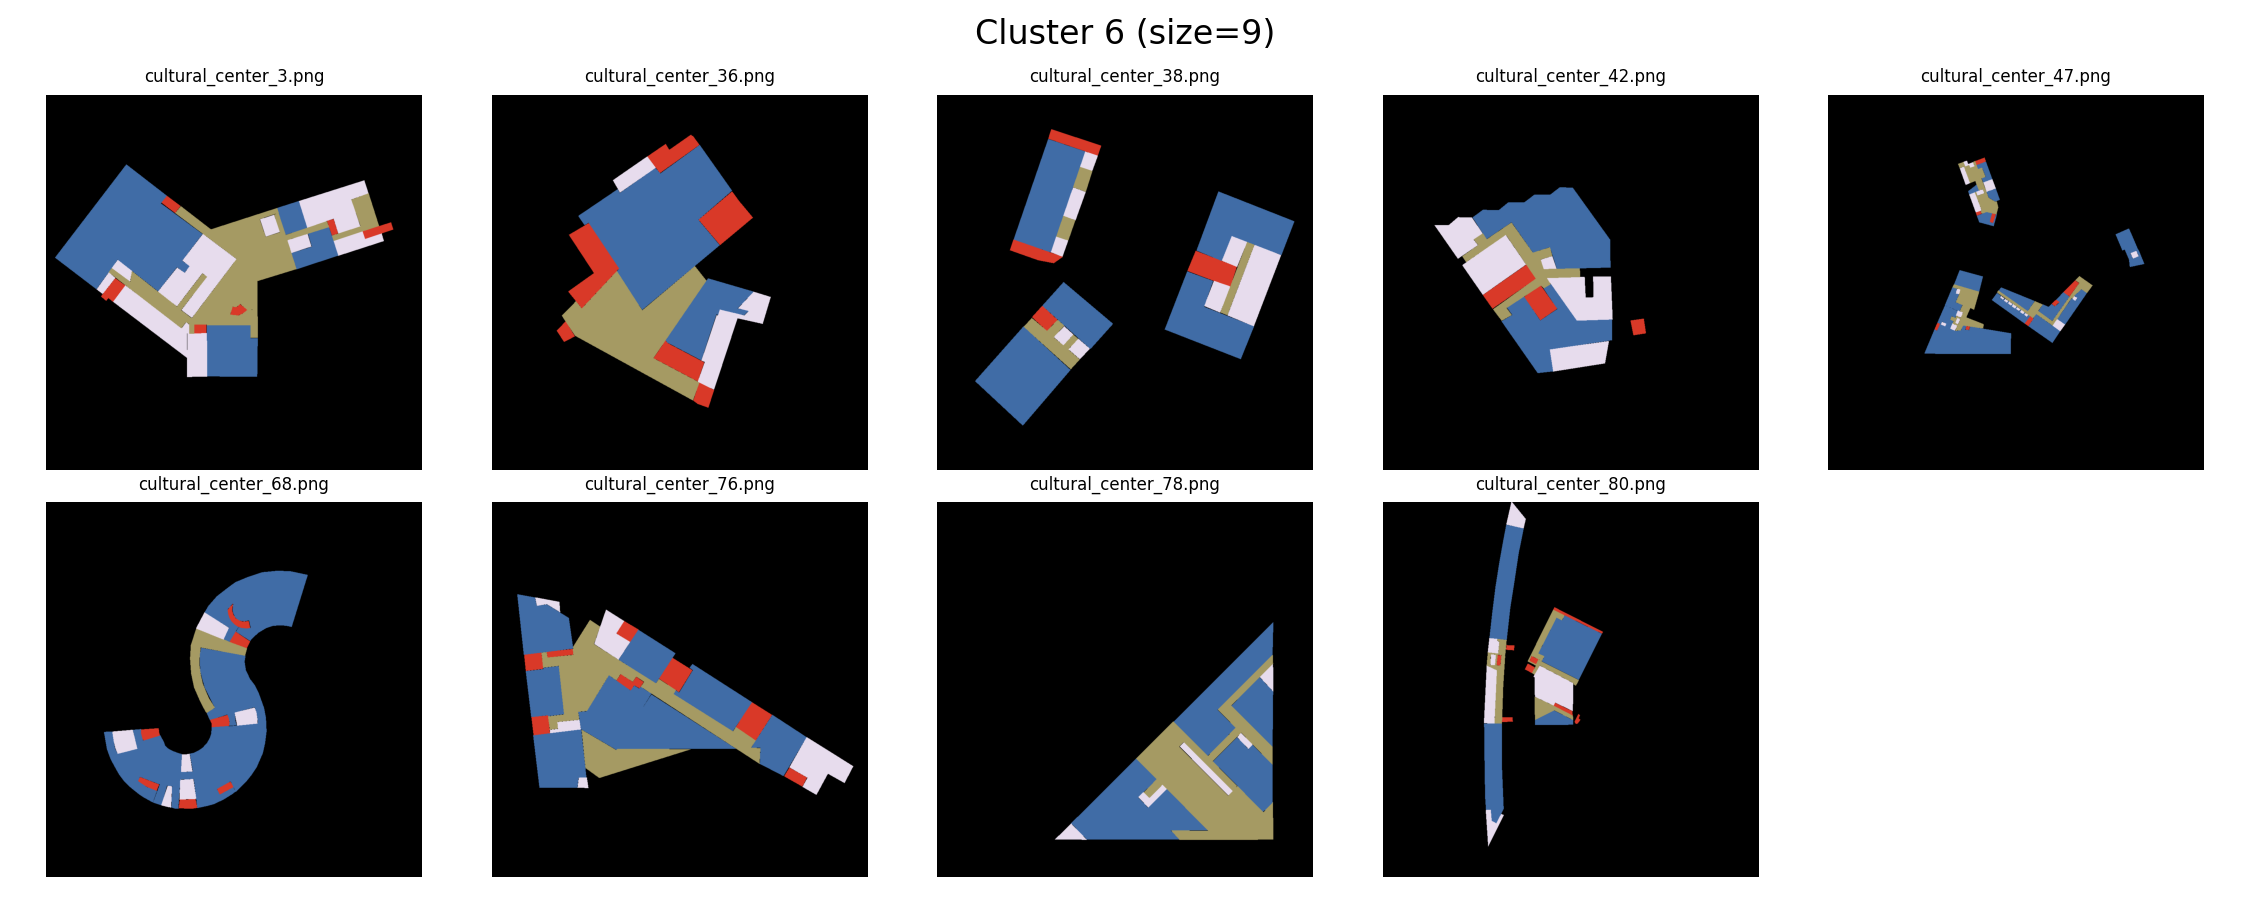 Cluster 6 (size=9)
cultural_center_3.png
cultural_center_36.png
cultural_center_38.png
cultural_center_42.png
cultural_center_47.png
cultural_center_68.png
cultural_center_76.png
cultural_center_78.png
cultural_center_80.png